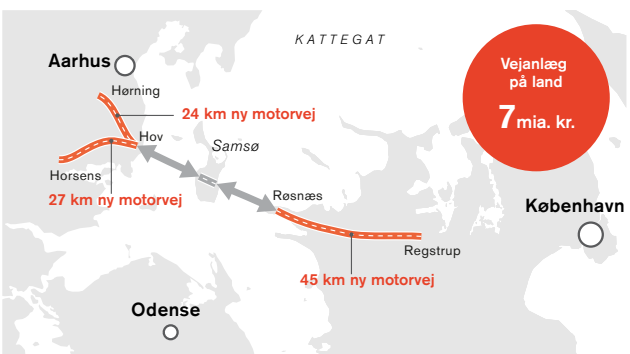 KATTEGAT
Aarhus
Hørning
24 km ny motorvej
Hov
Samsø
Horsens
27 km ny motorvej
Røsnæs
Regstrup
45 km ny motorvej
Odense
København
Vejanlæg
på land
7 mia. kr.